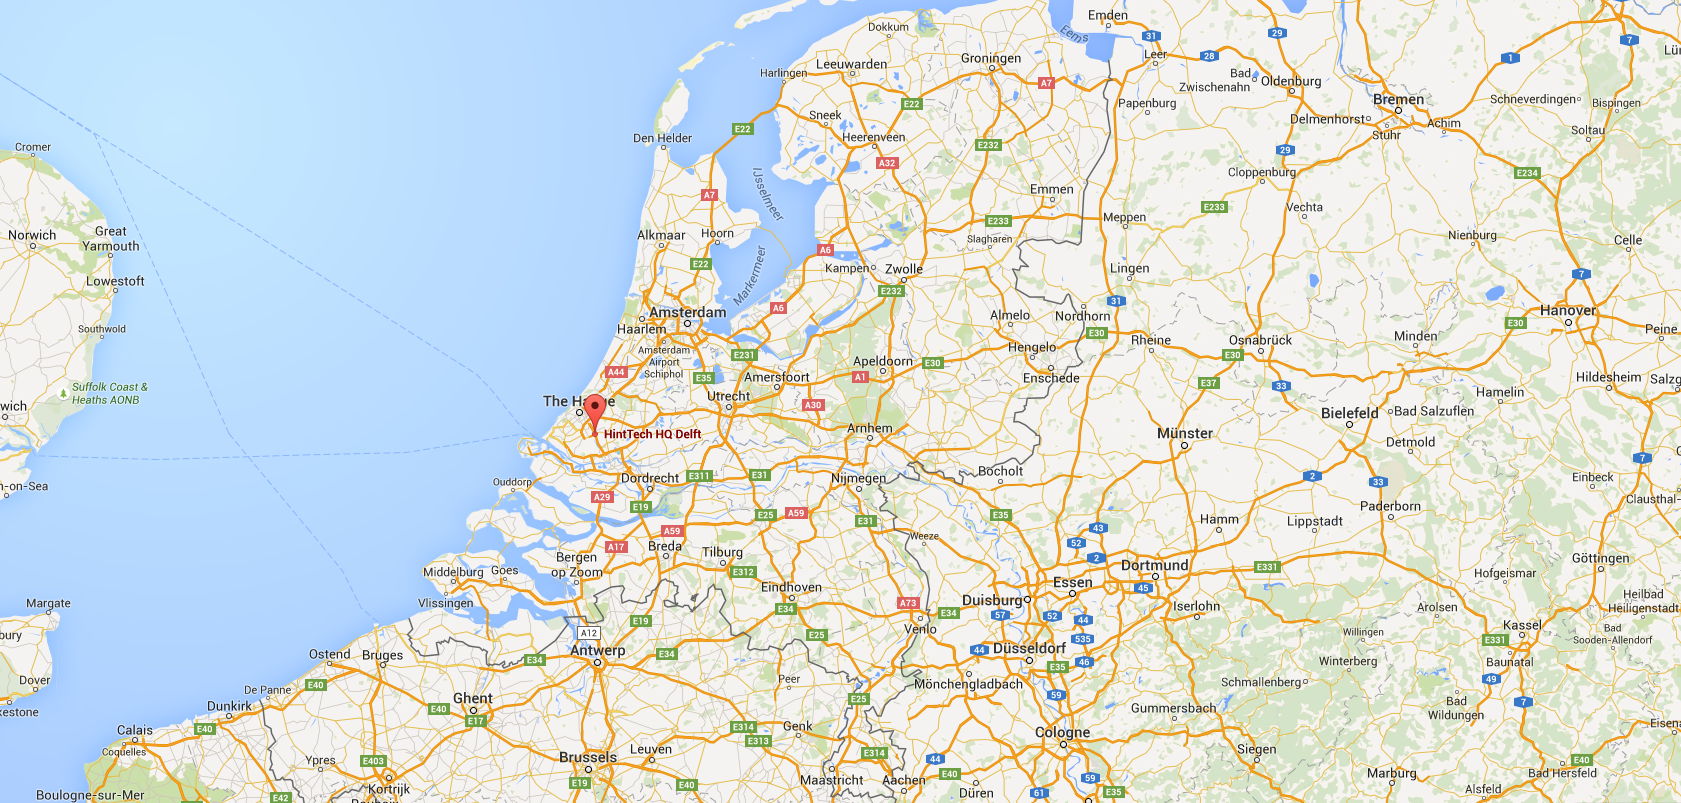 Emden
Eems
Dokkum
31
29
7
Leer
28
1
Harlingen
Leeuwarden
Groningen
A7
Bad
Zwischenahn
Oldenburg
Bremen
Schneverdingen
Bispingen
Papenburg
E22
Sneek
Delmenhorst
Stuhr
Achim
Soltau
E22
Den Helder
Heerenveen
E232
Cromer
29
A32
Cloppenburg
E234
IJsselmeer
A7
Emmen
Vechta
E233
Meppen
E233
Norwich
Great
Yarmouth
Alkmaar
Hoorn
Slagharen
Nienburg
Celle
A6
E22
Kampen
Zwolle
Lingen
7
Lowestoft
Markermeer
E232
31
A6
Almelo
Nordhorn
Hanover
Amsterdam
Haarlem
E30
Peine
Southwold
E30
Minden
Rheine
Osnabrück
Hengelo
Amsterdam
Airport
Schiphol
E231
E30
Apeldoorn
E30
A44
E35
Amersfoort
A1
Enschede
E37
33
Hamelin
Hildesheim
Salzg
Suffolk Coast &
Heaths AONB
Utrecht
A30
The Hague
wich
Bielefeld
Bad Salzuflen
Arnhem
Münster
HintTech HQ Delft
Detmold
7
Bocholt
Dordrecht
E311
E31
Nijmegen
2
33
Einbeck
n-on-Sea
Ouddorp
A29
E19
E25
A59
E31
E35
Paderborn
Clausthal-
43
Hamm
Lippstadt
A59
52
Weeze
A17
Breda
Tilburg
2
Bergen
op Zoom
Göttingen
Dortmund
E331
Middelburg
Goes
E312
Essen
45
Hofgeismar
Eindhoven
Vlissingen
Margate
E34
A73
Duisburg
Iserlohn
Arolsen
Heilbad
Heiligenstadt
E34
57
52
44
E19
A12
Venlo
Kassel
bury
E25
Willingen
E331
Bad
Sooden-Allendorf
535
Antwerp
E34
E34
44
Düsseldorf
46
E35
Winterberg
Baunatal
Ostend
Bruges
Dover
Peer
Mönchengladbach
Schmallenberg
49
E40
De Panne
59
Bad
Wildungen
7
Ghent
E25
kestone
Dunkirk
E40
E17
Gummersbach
Eisena
Calais
E40
E314
Genk
Cologne
E313
Coquelles
Siegen
Brussels
Leuven
E314
44
Ypres
E403
E40
Marburg
Bad Hersfeld
Maastricht
Aachen
E40
59
E19
E40
Düren
Alsfeld
Kortrijk
Boulogne-sur-Mer
E42
61
E35